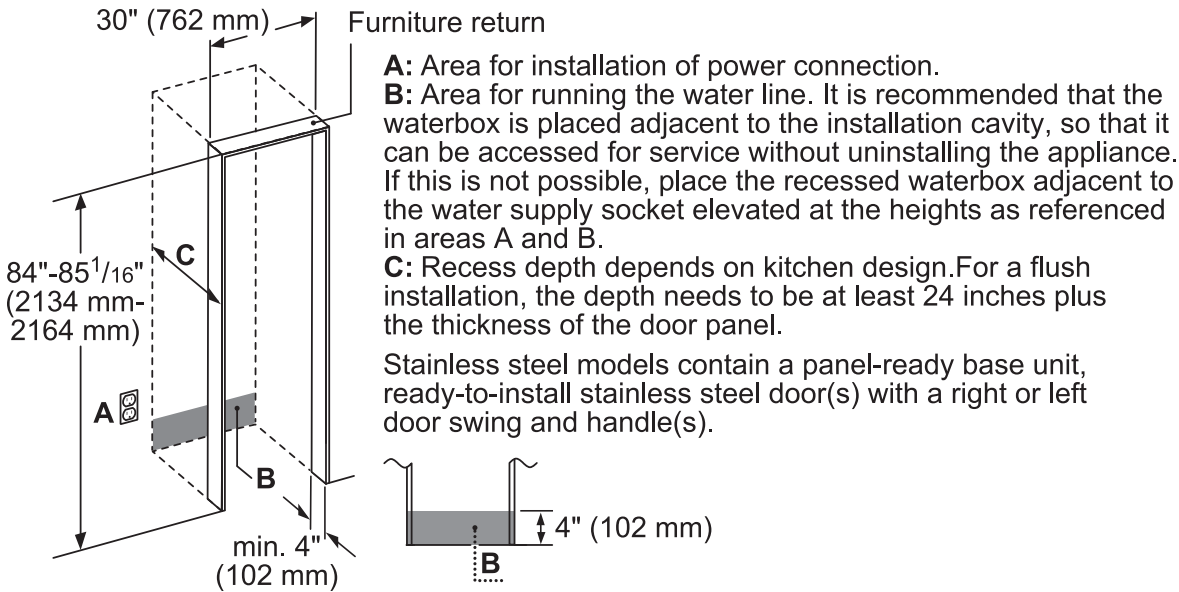 30" (762 mm)
Furniture return
A: Area for installation of power connection.
B: Area for running the water line. It is recommended that the
waterbox is placed adjacent to the installation cavity, so that it
can be accessed for service without uninstalling the appliance.
If this is not possible, place the recessed waterbox adjacent to
the water supply socket elevated at the heights as referenced
in areas A and B.
C: Recess depth depends on kitchen design.For a flush
installation, the depth needs to be at least 24 inches plus
the thickness of the door panel.
Stainless steel models contain a panel-ready base unit,
ready-to-install stainless steel door(s) with a right or left
door swing and handle(s).
C
84"-85 1/16"
(2134 mm-
2164 mm)
A
B
min. 4"
(102 mm)
4" (102 mm)
B